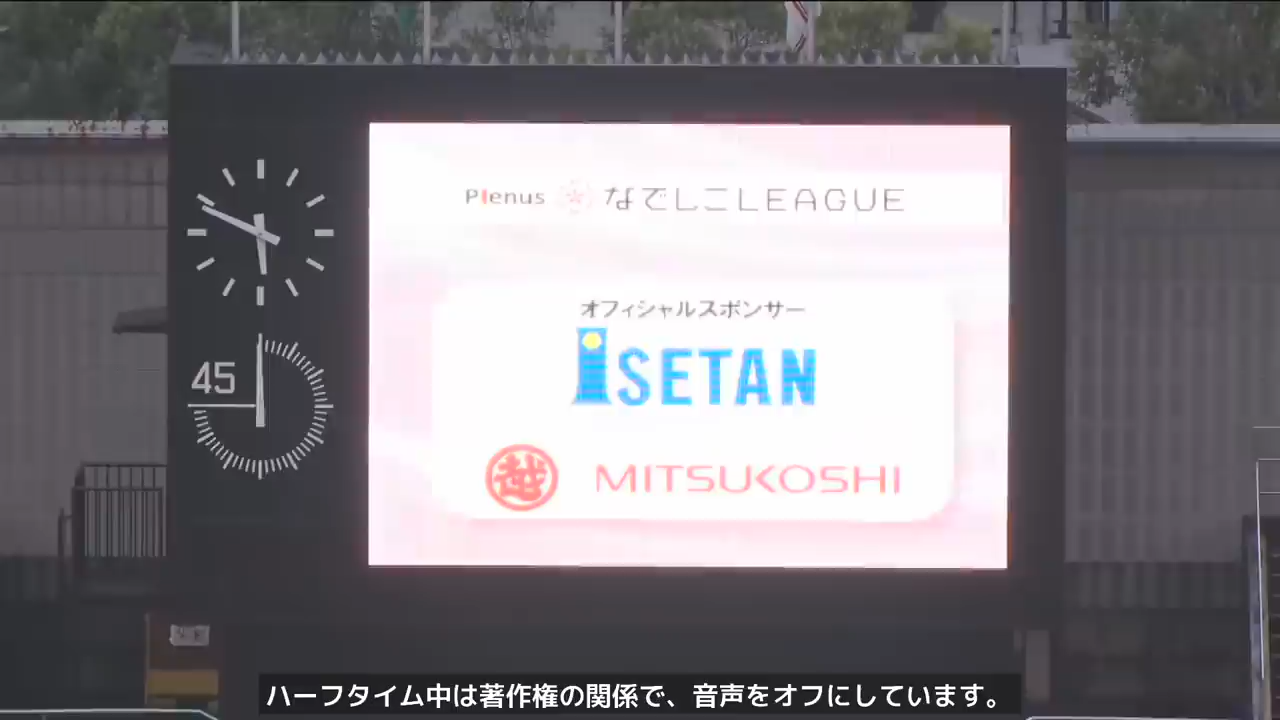 Plenus なでしこLEAGUE
オフィシャルスポンサー
ISETAN
越 MITSUKOSHI
45
ハーフタイム中は著作権の関係で、音声をオフにしています。